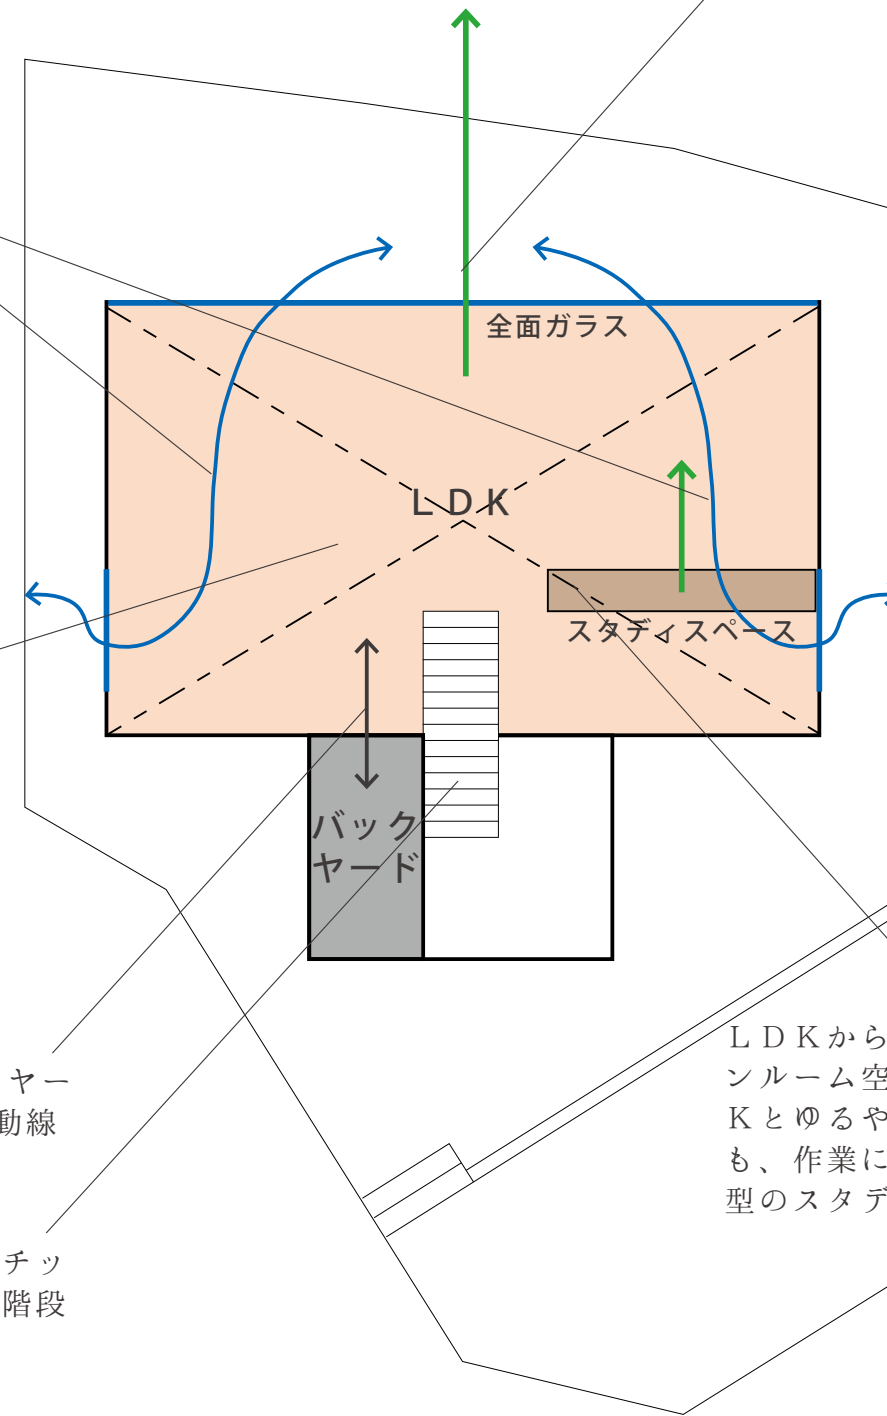 全面ガラス
LDK
スタディスペース
バック
ヤード
ヤー
動線
チッ
階段
ＬＤＫから
ンルーム空
Ｋとゆるや
も、作業に
型のスタデ